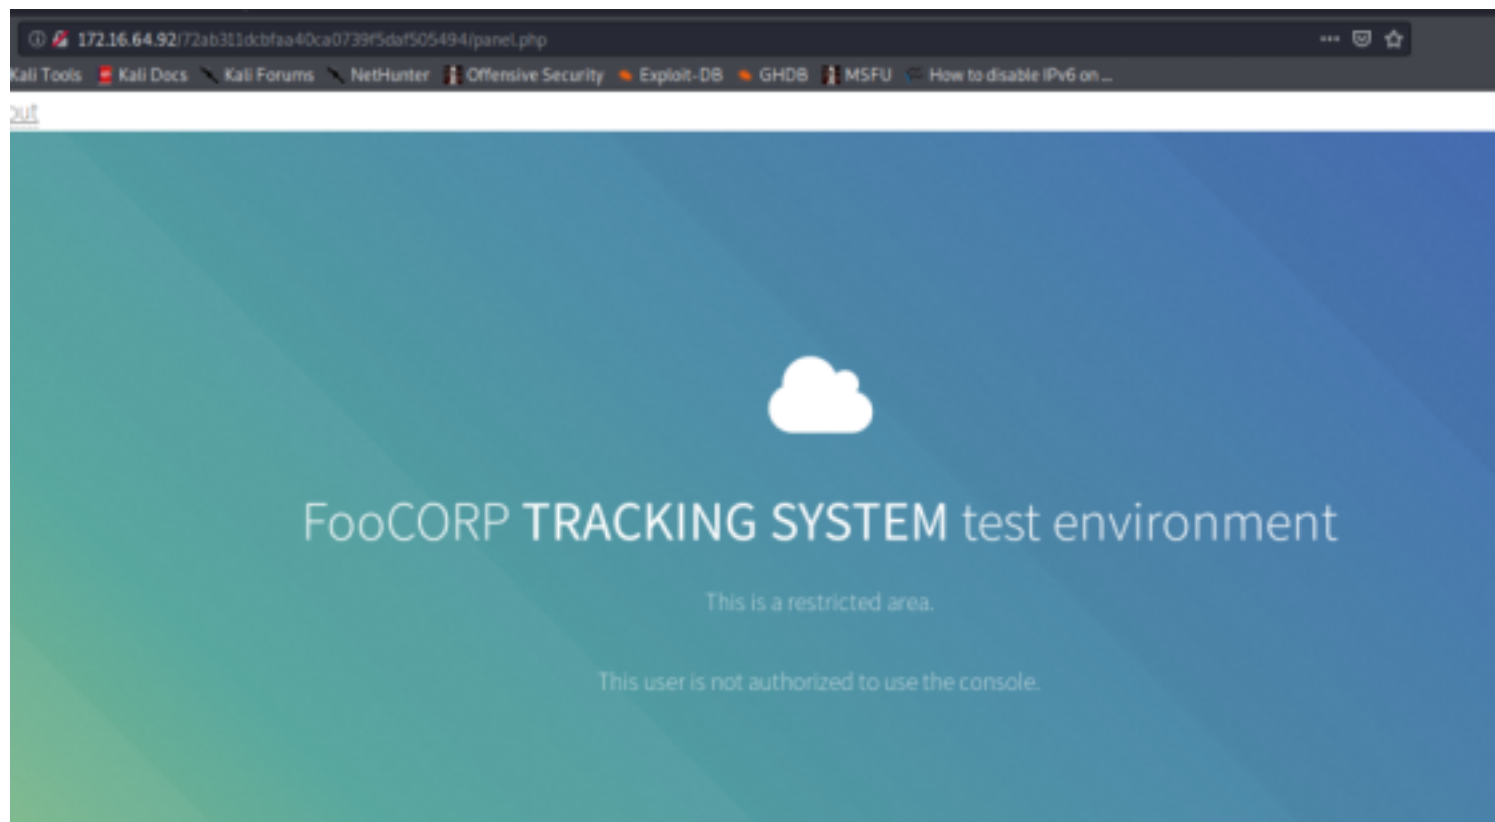 172.16.64.92/72ab311dcbfaa40ca0739f5daf505494/panel.php
Kali Tools Kali Docs Kali Forums NetHunter Offensive Security Exploit-DB GHDB MSFU How to disable IPv6 on ...
out
FooCORP TRACKING SYSTEM test environment
This is a restricted area.
This user is not authorized to use the console.